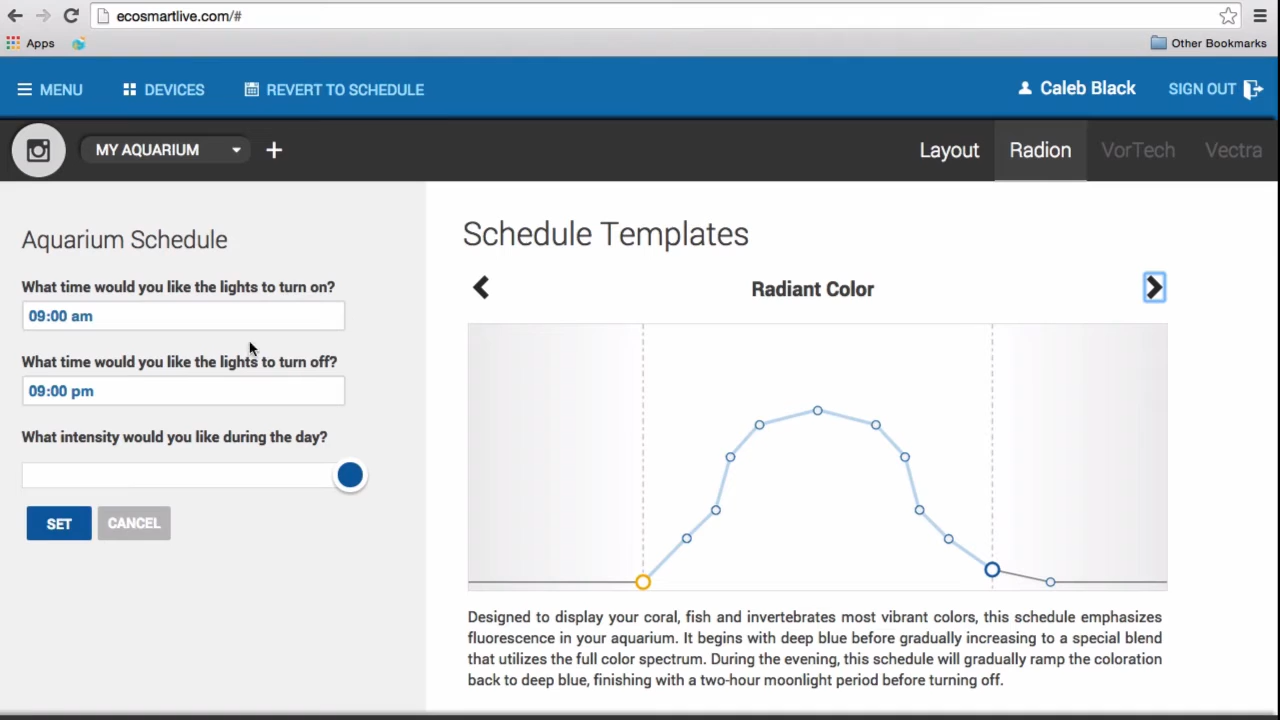 ecosmartlive.com/#
Apps
Other Bookmarks
MENU
DEVICES
REVERT TO SCHEDULE
Caleb Black
SIGN OUT
MY AQUARIUM
Layout
Radion
VorTech
Vectra
Aquarium Schedule
What time would you like the lights to turn on?
09:00 am
What time would you like the lights to turn off?
09:00 pm
What intensity would you like during the day?
SET
CANCEL
Schedule Templates
Radiant Color
Designed to display your coral, fish and invertebrates most vibrant colors, this schedule emphasizes
fluorescence in your aquarium. It begins with deep blue before gradually increasing to a special blend
that utilizes the full color spectrum. During the evening, this schedule will gradually ramp the coloration
back to deep blue, finishing with a two-hour moonlight period before turning off.